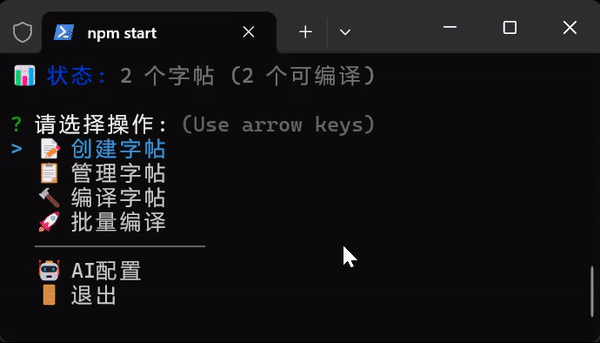 npm start
📊 状态: 2 个字帖 (2 个可编译)
? 请选择操作: (Use arrow keys)
> 📝 创建字帖
📋 管理字帖
🔨 编译字帖
🚀 批量编译
🤖 AI配置
🚪 退出